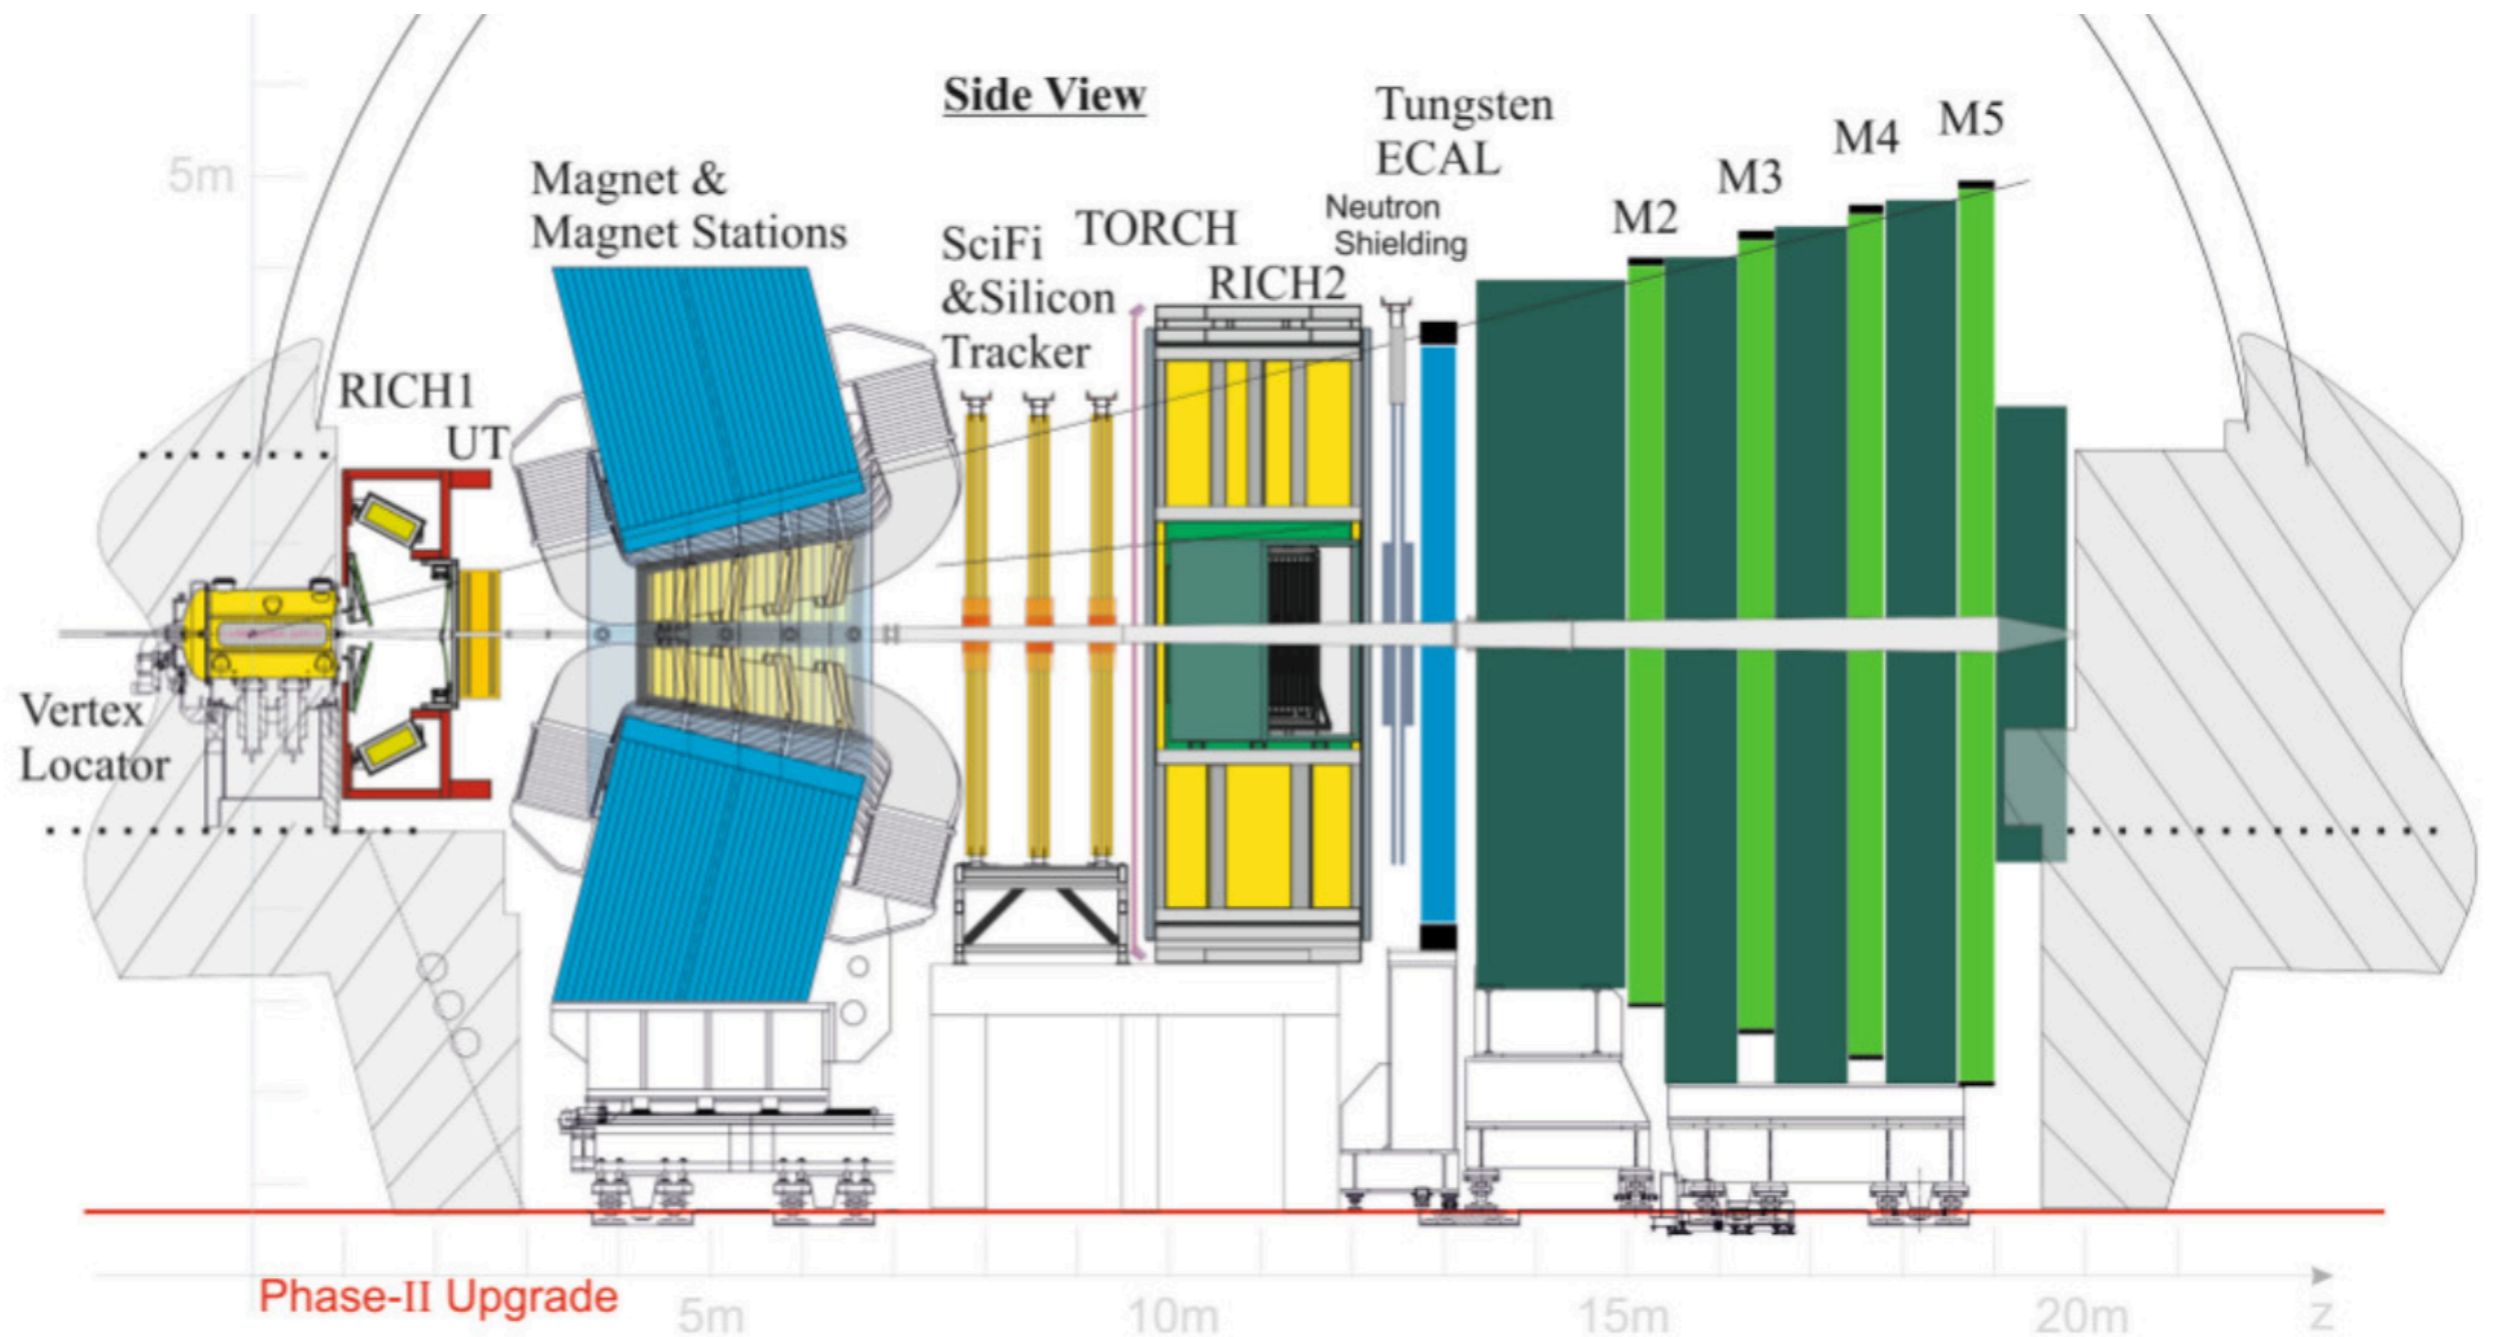 Side View
5m
Magnet &
Magnet Stations
SciFi
&Silicon
Tracker
TORCH
RICH2
Tungsten
ECAL
Neutron
Shielding
M2
M3
M4
M5
RICH1
UT
Vertex
Locator
Phase-II Upgrade
5m
10m
15m
20m
z